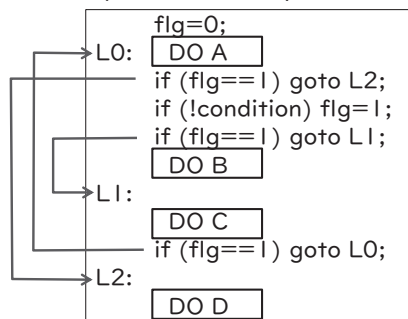 flg=0;
L0: DO A
if (flg==1) goto L2;
if (!condition) flg=1;
if (flg==1) goto L1;
DO B
L1:
DO C
if (flg==1) goto L0;
L2:
DO D